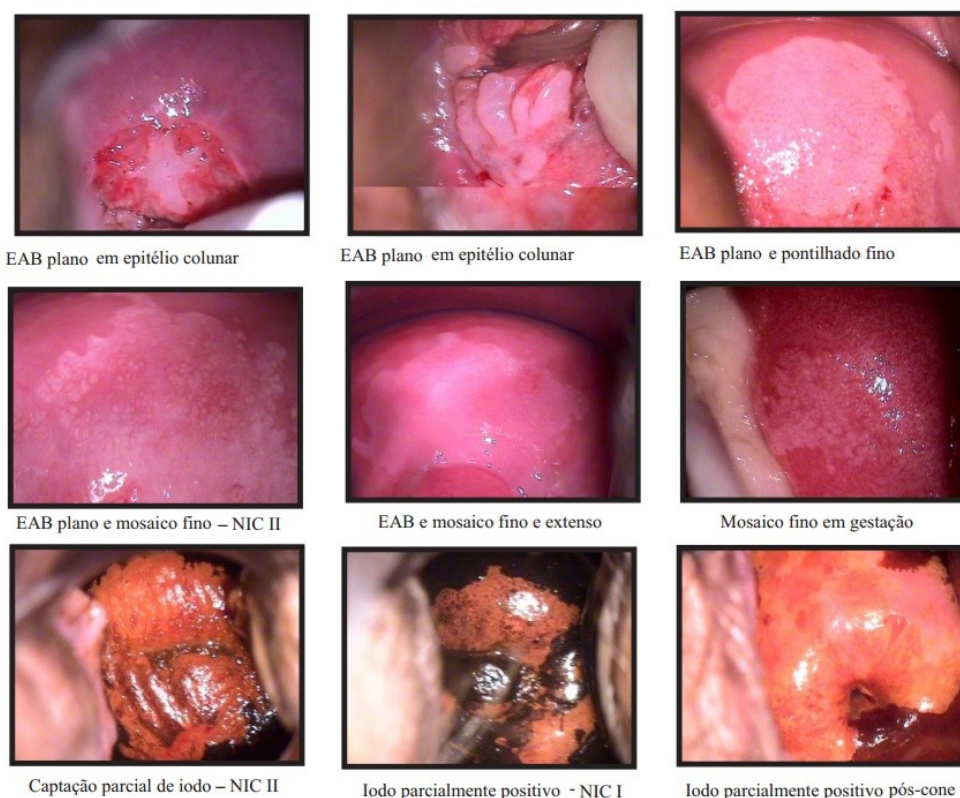 EAB plano em epitélio colunar
EAB plano em epitélio colunar
EAB plano e pontilhado fino
EAB plano e mosaico fino – NIC II
EAB e mosaico fino e extenso
Mosaico fino em gestação
Captação parcial de iodo – NIC II
Iodo parcialmente positivo - NIC I
Iodo parcialmente positivo pós-cone